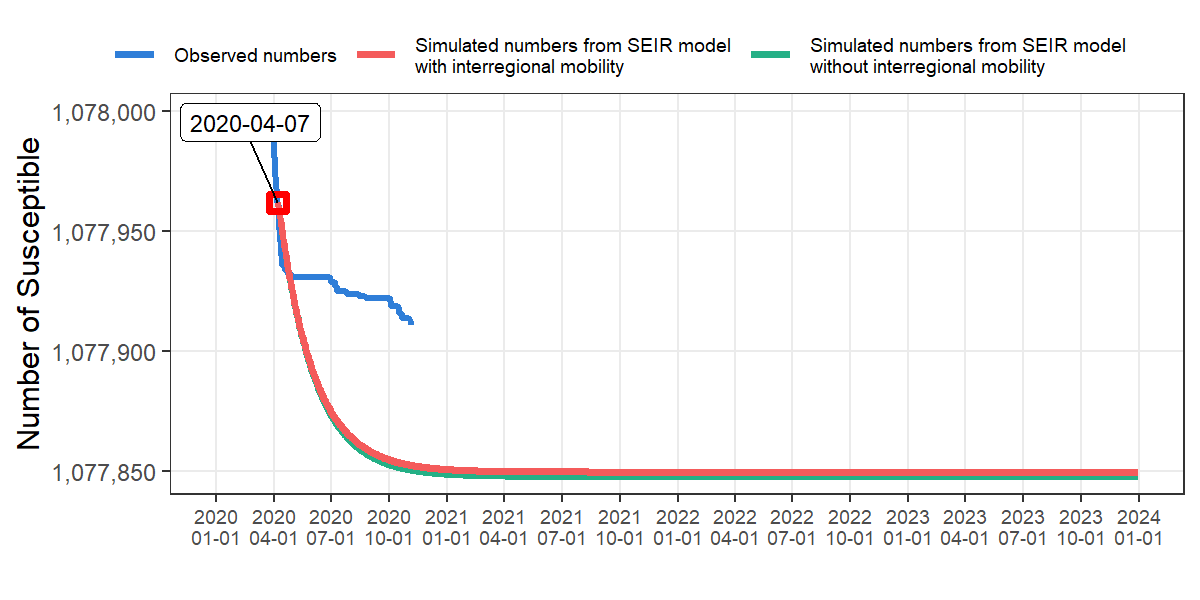 Observed numbers
Simulated numbers from SEIR model
with interregional mobility
Simulated numbers from SEIR model
without interregional mobility
Number of Susceptible
1,078,000
1,077,950
1,077,900
1,077,850
2020-04-07
2020 2020 2020 2020 2021 2021 2021 2021 2022 2022 2022 2022 2023 2023 2023 2023 2024
01-01 04-01 07-01 10-01 01-01 04-01 07-01 10-01 01-01 04-01 07-01 10-01 01-01 04-01 07-01 10-01 01-01